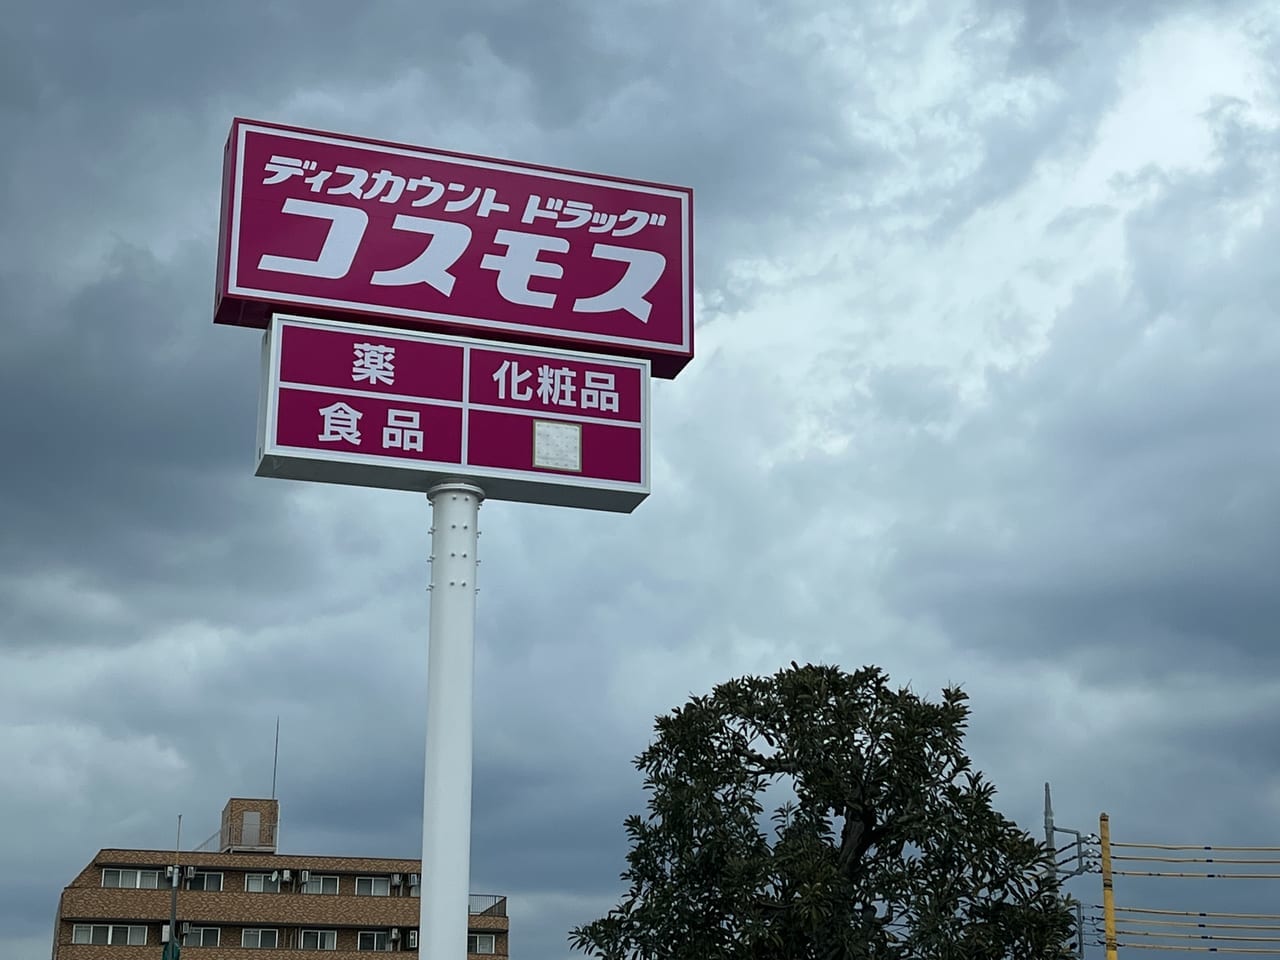 ディスカウント ドラッグ
コスモス
薬
化粧品
食品